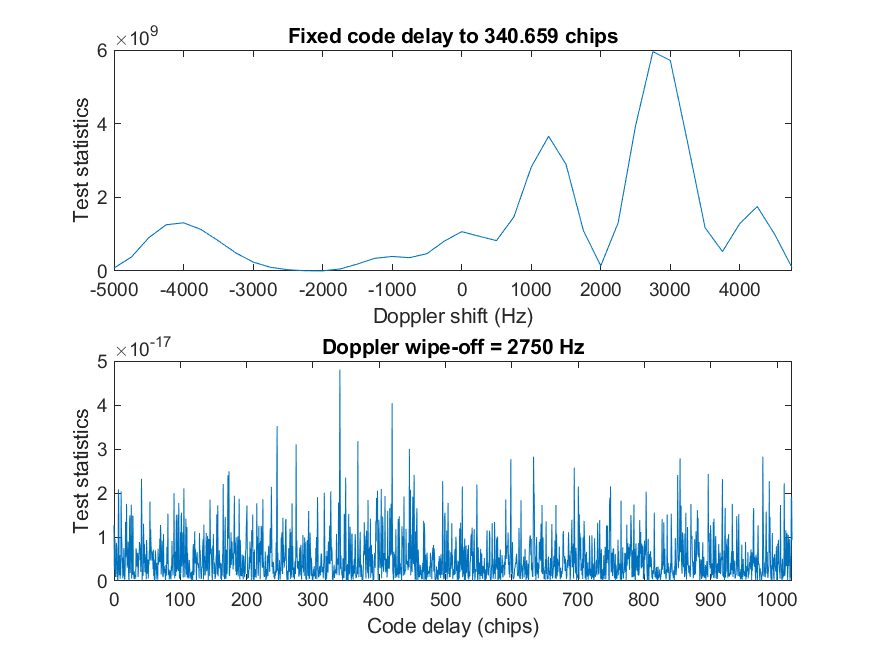 ×10^9
Fixed code delay to 340.659 chips
Test statistics
6
4
2
0
-5000 -4000 -3000 -2000 -1000 0 1000 2000 3000 4000
Doppler shift (Hz)
×10^-17
Doppler wipe-off = 2750 Hz
Test statistics
5
4
3
2
1
0
0 100 200 300 400 500 600 700 800 900 1000
Code delay (chips)